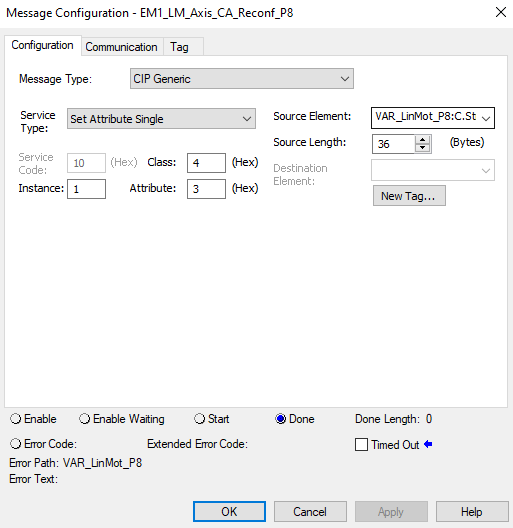 Message Configuration - EM1_LM_Axis_CA_Reconf_P8
Configuration Communication Tag
Message Type: CIP Generic
Service Type: Set Attribute Single
Source Element: VAR_LinMot_P8:C.St
Source Length: 36 (Bytes)
Service Code: 10 (Hex) Class: 4 (Hex)
Destination Element:
Instance: 1 Attribute: 3 (Hex)
New Tag...
Enable Enable Waiting Start Done Done Length: 0
Error Code: Extended Error Code: Timed Out
Error Path: VAR_LinMot_P8
Error Text:
OK Cancel Apply Help